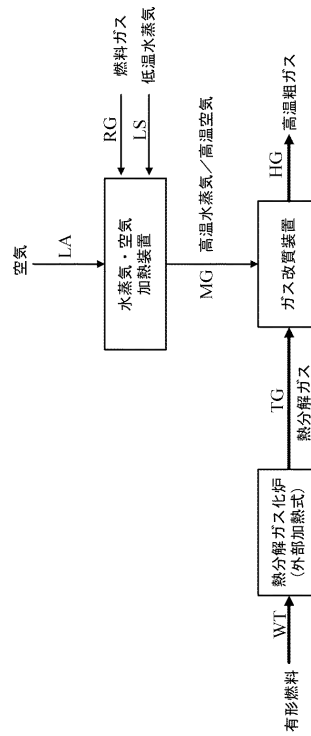 空気
LA
燃料ガス
RG
LS
低温水蒸気
水蒸気・空気
加熱装置
MG
高温水蒸気／高温空気
有形燃料
WT
熱分解ガス化炉
（外部加熱式）
TG
熱分解ガス
ガス改質装置
HG
高温粗ガス